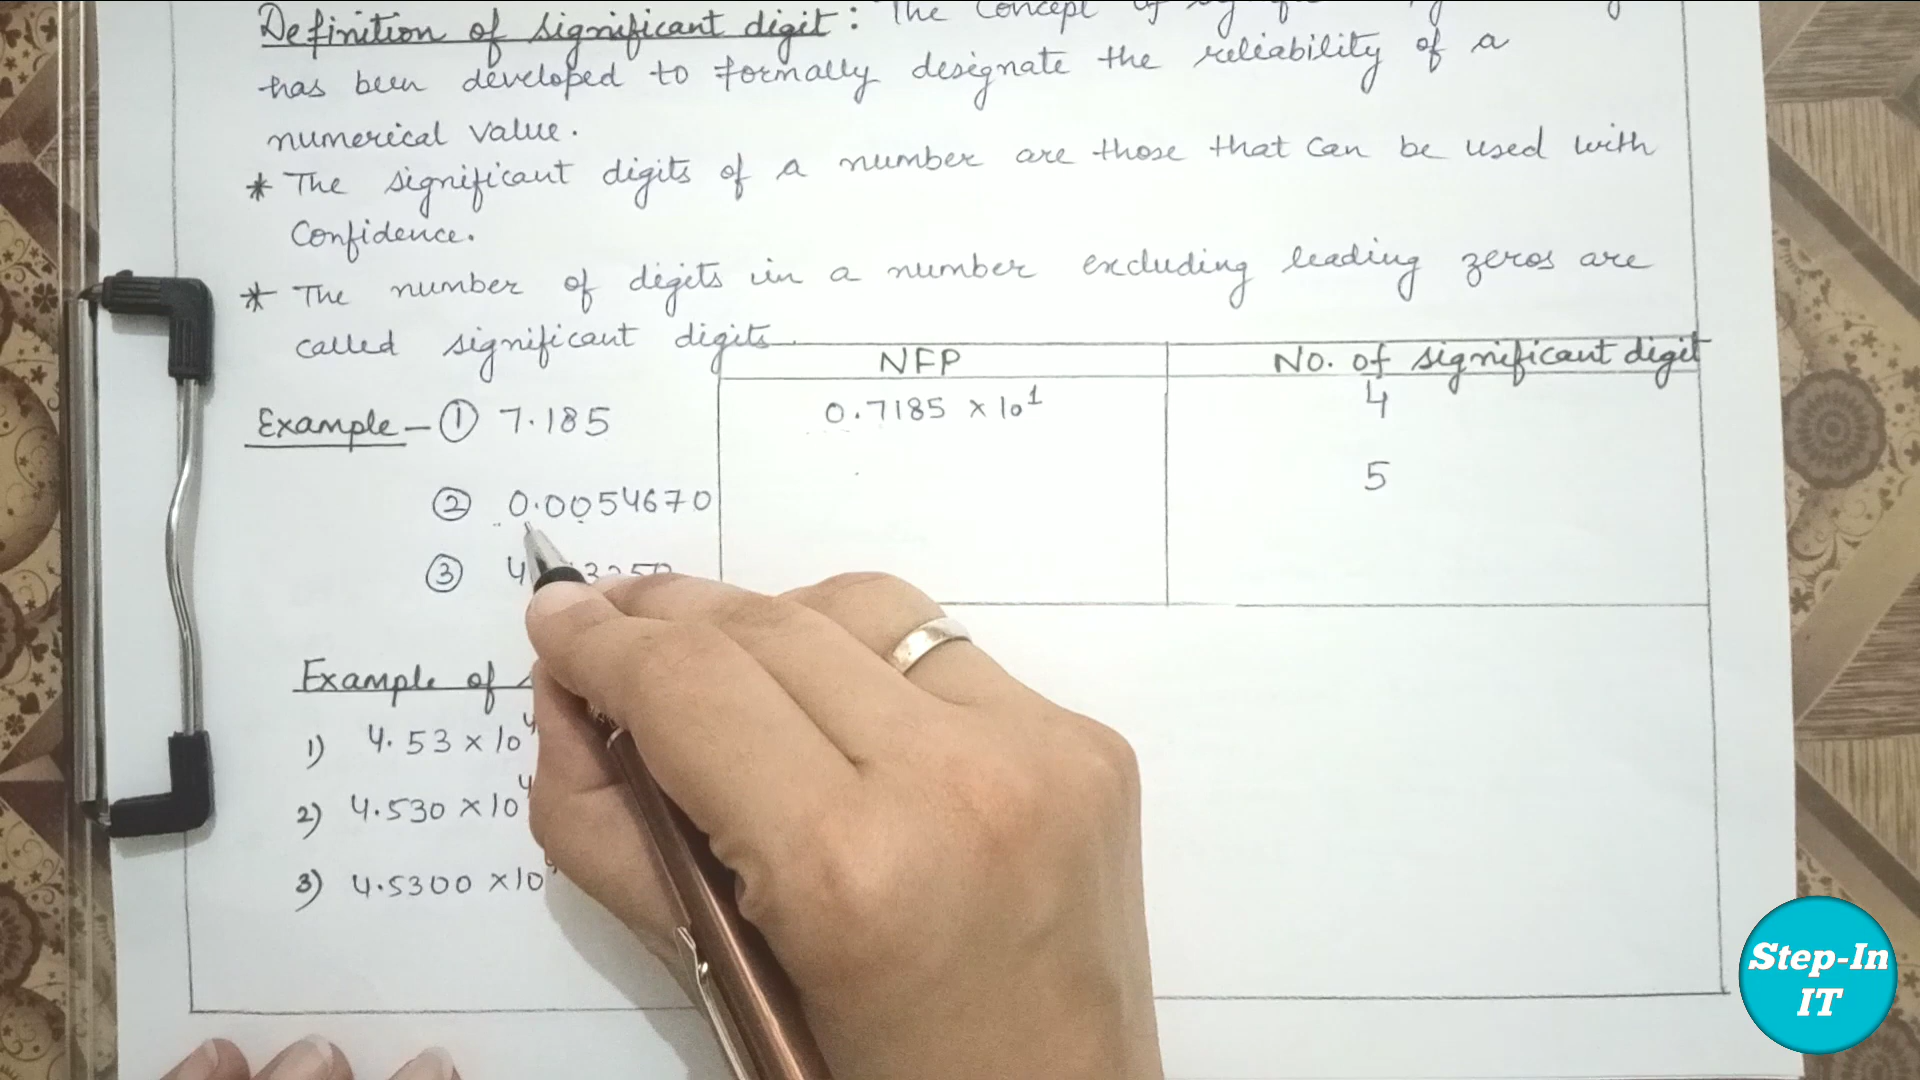 Definition of significant digit : The Concept of
has been developed to formally designate the reliability of a
numerical value.
* The significant digits of a number are those that can be used with
Confidence.
* The number of digits in a number excluding leading zeros are
called significant digits.
NFP No. of significant digit
Example – ① 7.185 0.7185 × 10¹ 4
② 0.0054670 5
③ 4
Example of
1) 4.53 × 10⁴
2) 4.530 × 10⁴
3) 4.5300 × 10
Step-In
IT